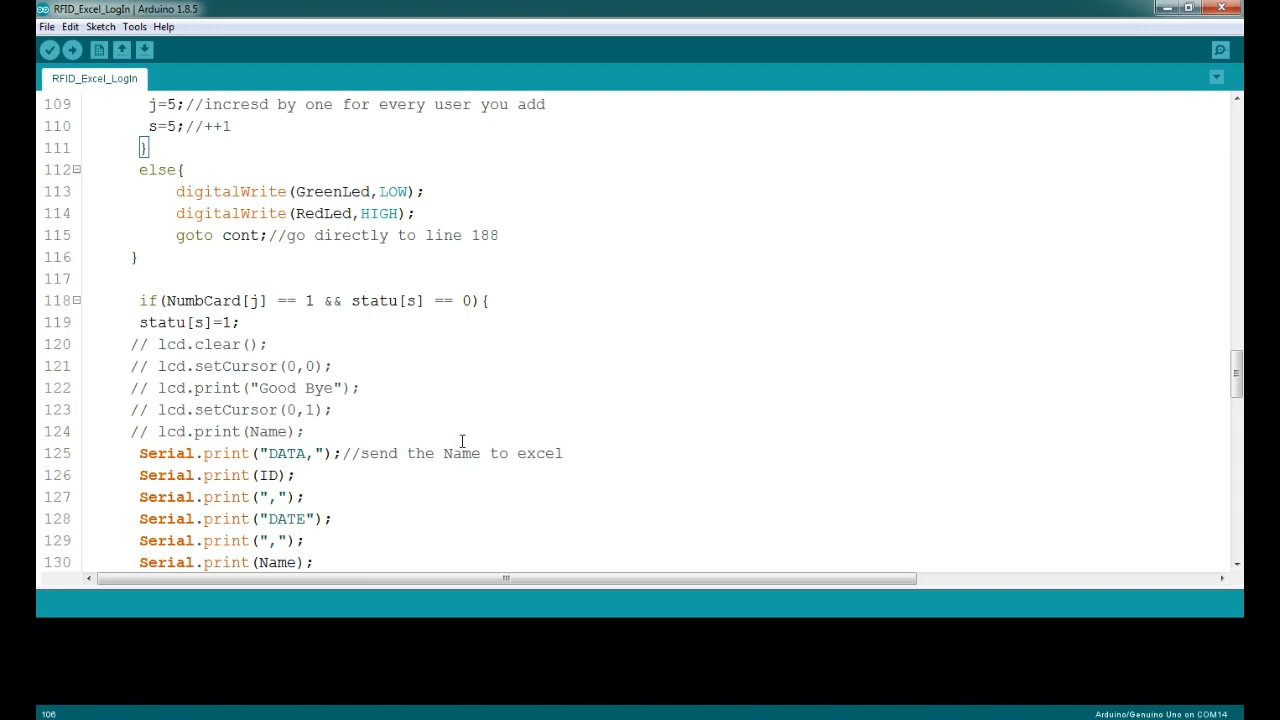 RFID_Excel_LogIn | Arduino 1.8.5
File Edit Sketch Tools Help
RFID_Excel_LogIn
109 j=5;//incresd by one for every user you add
110 s=5;//++1
111 }
112 else{
113 digitalWrite(GreenLed,LOW);
114 digitalWrite(RedLed,HIGH);
115 goto cont;//go directly to line 188
116 }
117
118 if(NumbCard[j] == 1 && statu[s] == 0){
119 statu[s]=1;
120 // lcd.clear();
121 // lcd.setCursor(0,0);
122 // lcd.print("Good Bye");
123 // lcd.setCursor(0,1);
124 // lcd.print(Name);
125 Serial.print("DATA,");//send the Name to excel
126 Serial.print(ID);
127 Serial.print(",");
128 Serial.print("DATE");
129 Serial.print(",");
130 Serial.print(Name);
106 Arduino/Genuino Uno on COM14